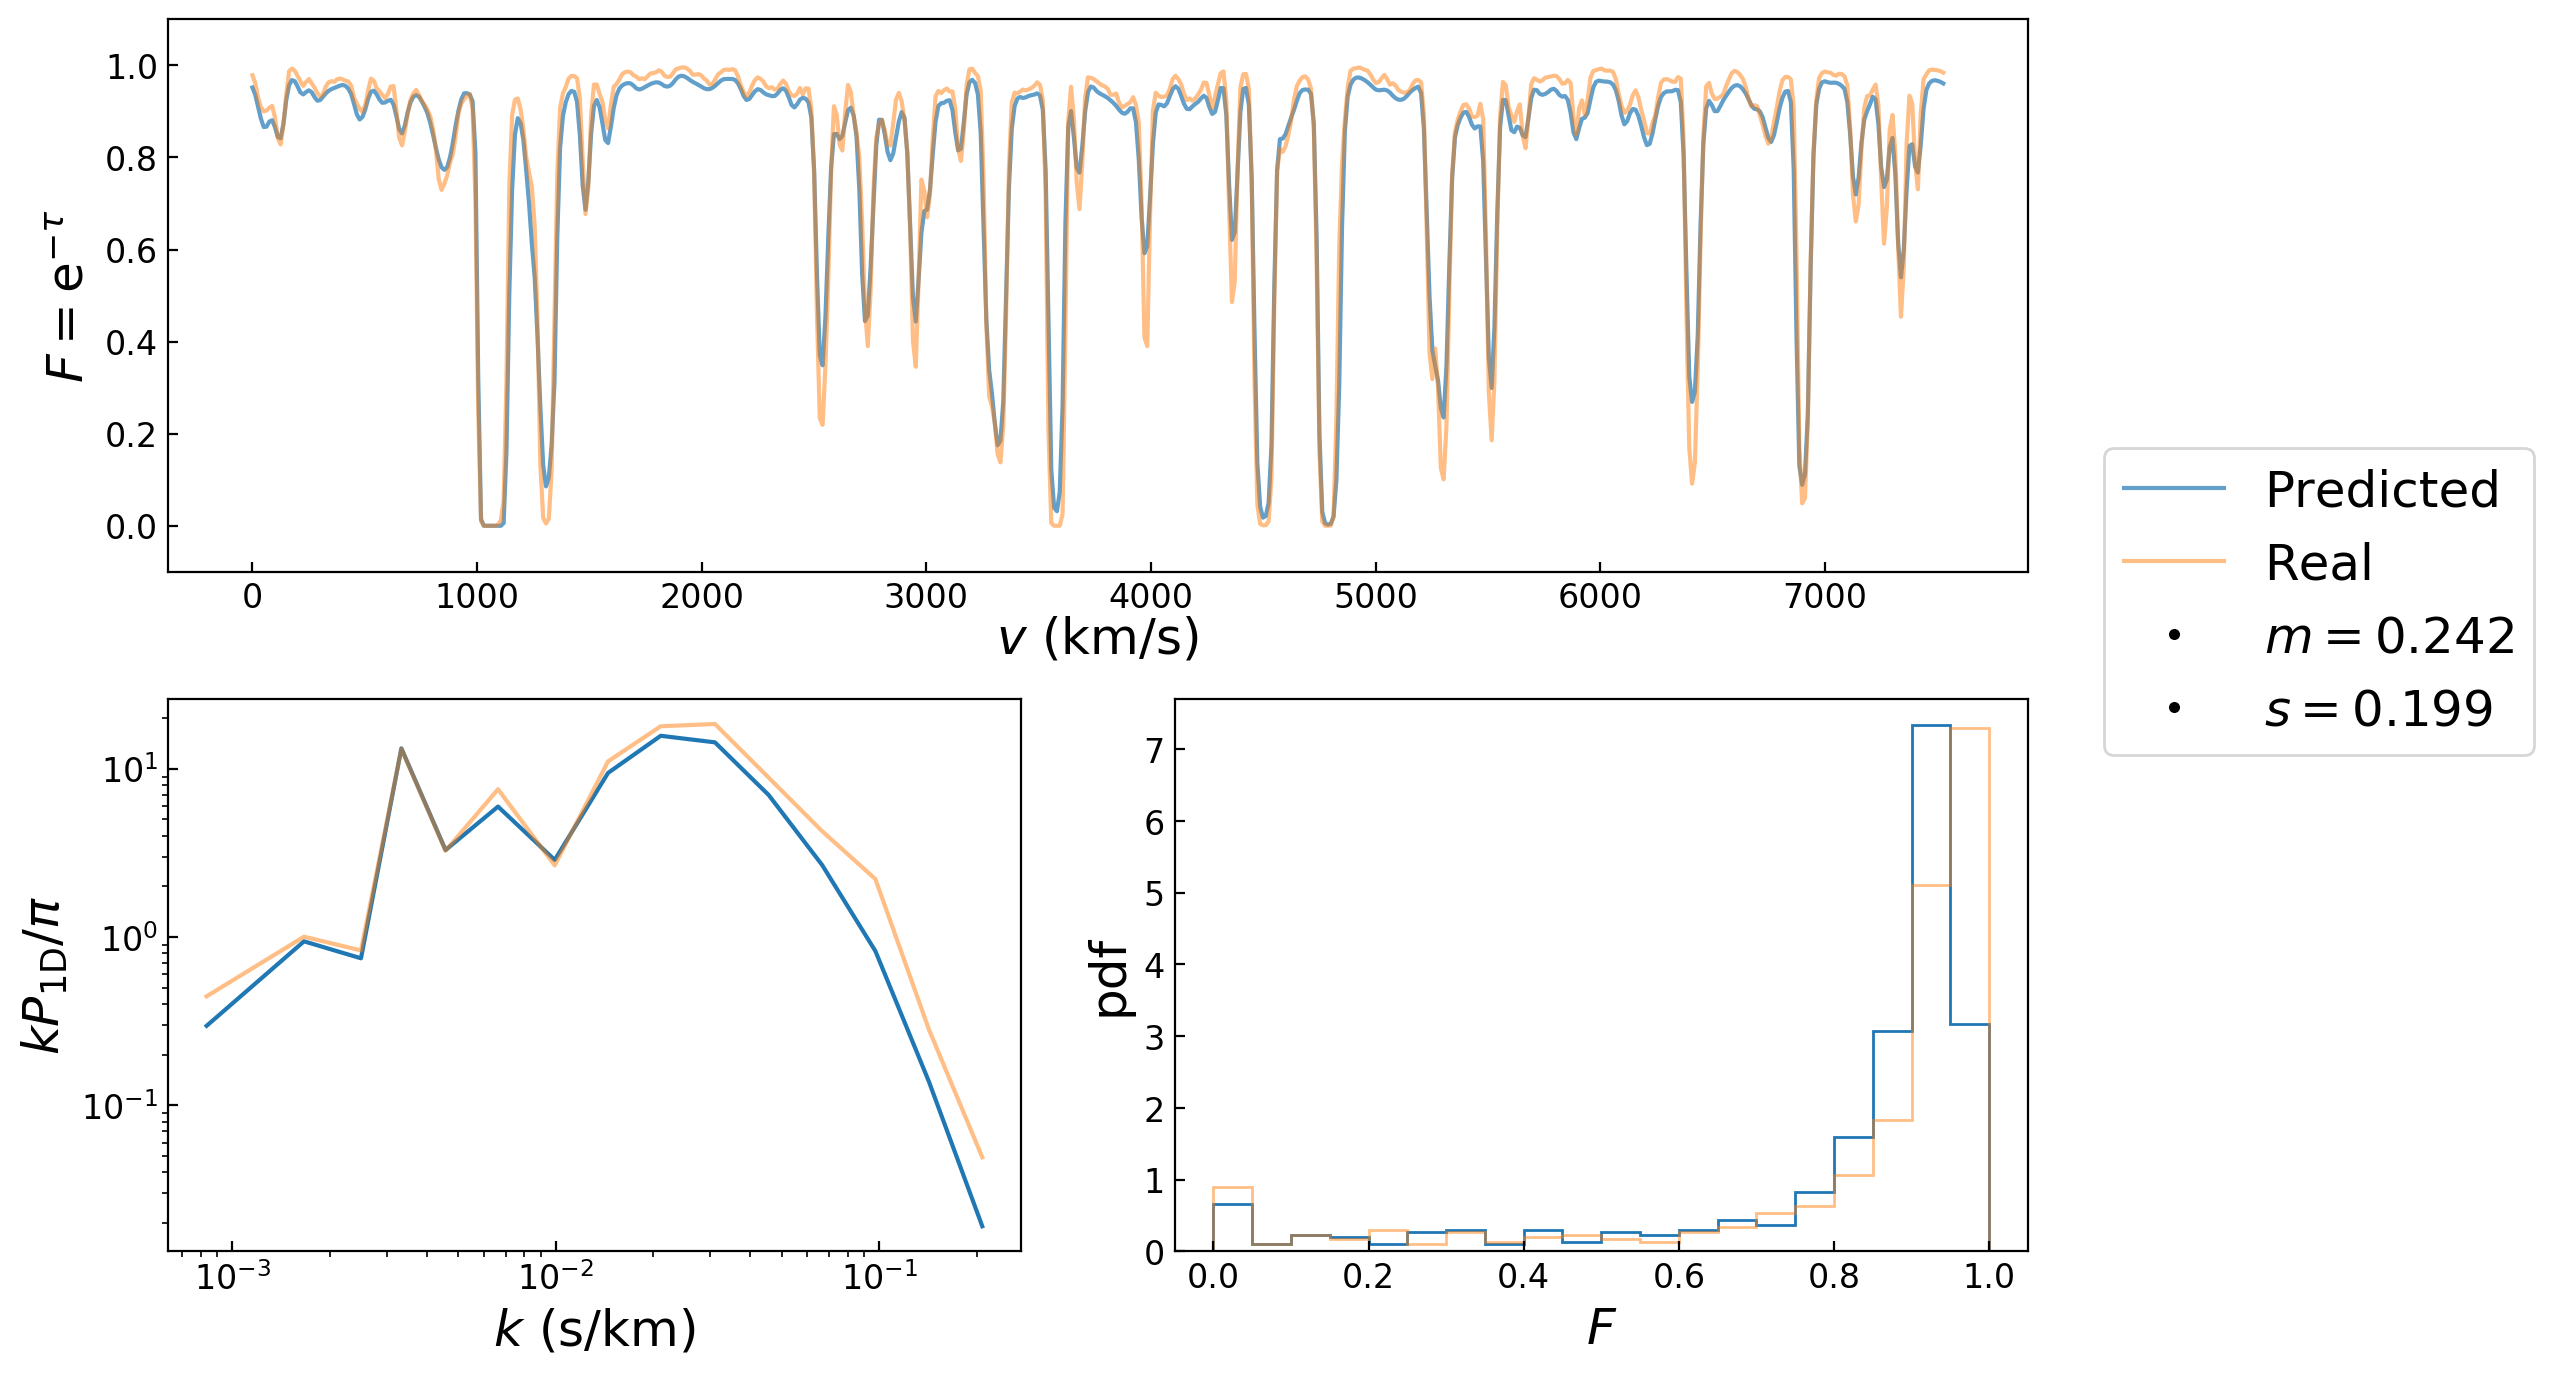 F = e^{−τ}
1.0
0.8
0.6
0.4
0.2
0.0
0 1000 2000 3000 4000 5000 6000 7000
v (km/s)
Predicted
Real
m = 0.242
s = 0.199
kP_{1D}/π
10^1
10^0
10^{−1}
10^{−3} 10^{−2} 10^{−1}
k (s/km)
pdf
7
6
5
4
3
2
1
0
0.0 0.2 0.4 0.6 0.8 1.0
F